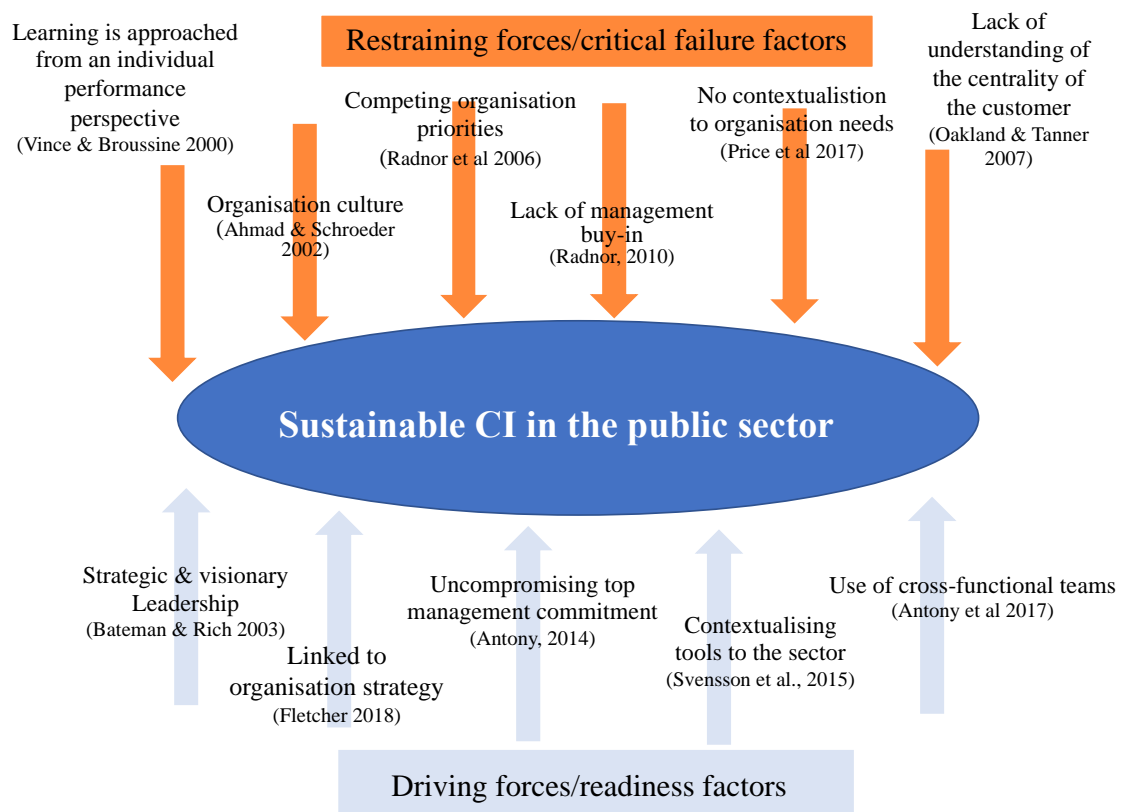 Restraining forces/critical failure factors
Learning is approached
from an individual
performance
perspective
(Vince & Broussine 2000)
Organisation culture
(Ahmad & Schroeder
2002)
Competing organisation
priorities
(Radnor et al 2006)
Lack of management
buy-in
(Radnor, 2010)
No contextualistion
to organisation needs
(Price et al 2017)
Lack of
understanding of
the centrality of
the customer
(Oakland & Tanner
2007)
Sustainable CI in the public sector
Strategic & visionary
Leadership
(Bateman & Rich 2003)
Linked to
organisation strategy
(Fletcher 2018)
Uncompromising top
management commitment
(Antony, 2014)
Contextualising
tools to the sector
(Svensson et al., 2015)
Use of cross-functional teams
(Antony et al 2017)
Driving forces/readiness factors